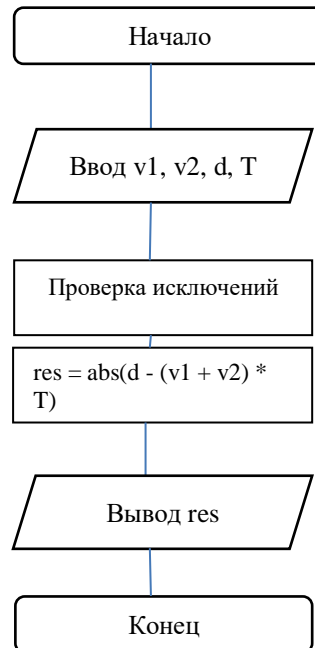 Начало
Ввод v1, v2, d, T
Проверка исключений
res = abs(d - (v1 + v2) *
T)
Вывод res
Конец